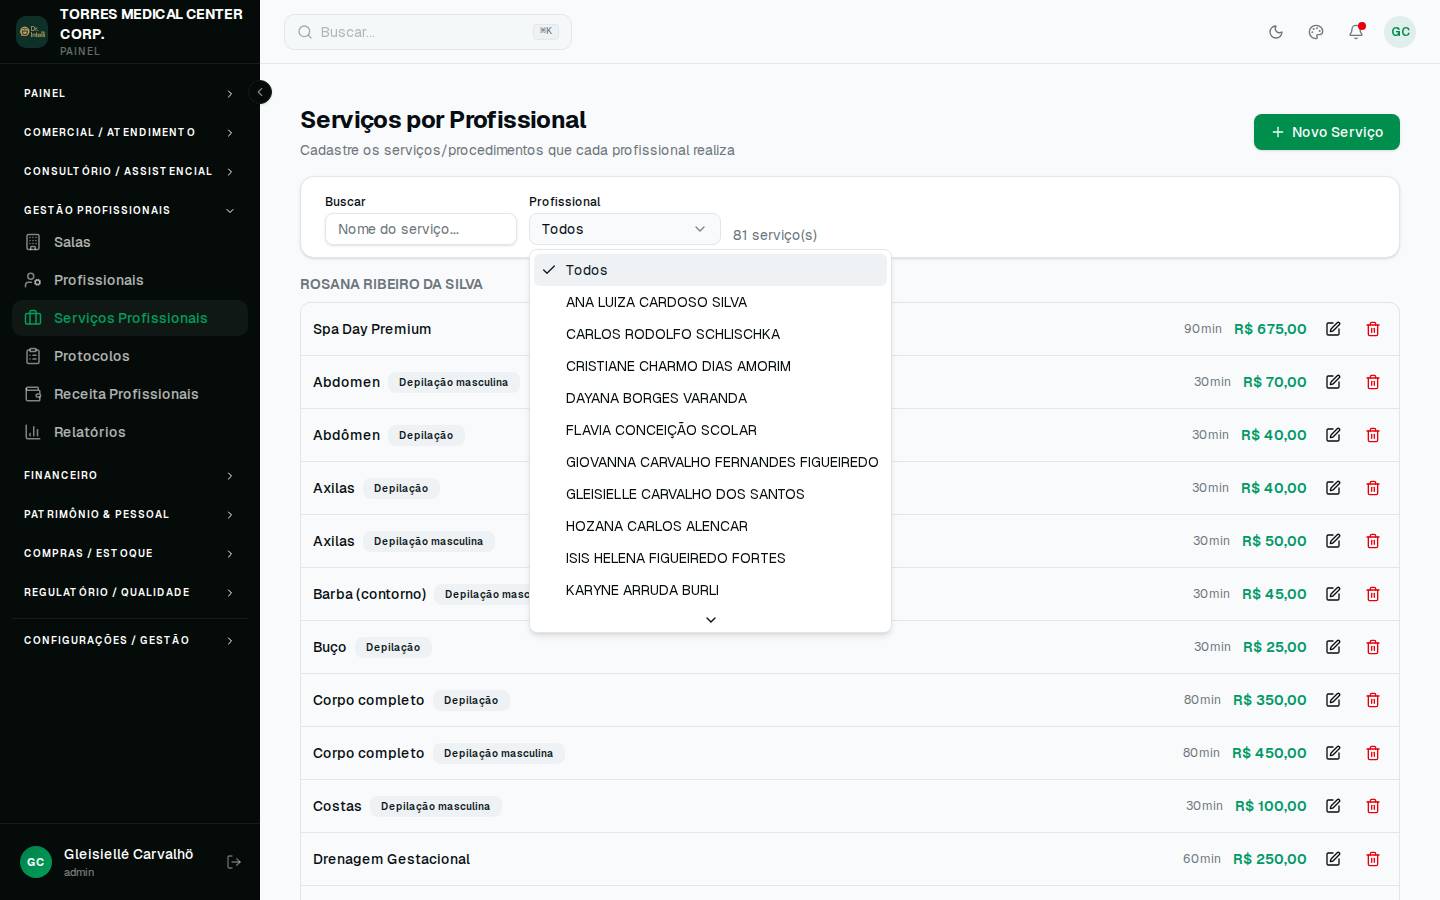 TORRES MEDICAL CENTER
CORP.
PAINEL
Buscar...
⌘K
GC
PAINEL
COMERCIAL / ATENDIMENTO
CONSULTÓRIO / ASSISTENCIAL
GESTÃO PROFISSIONAIS
Salas
Profissionais
Serviços Profissionais
Protocolos
Receita Profissionais
Relatórios
FINANCEIRO
PATRIMÔNIO & PESSOAL
COMPRAS / ESTOQUE
REGULATÓRIO / QUALIDADE
CONFIGURAÇÕES / GESTÃO
GC
Gleisiellé Carvalhö
admin
Serviços por Profissional
Cadastre os serviços/procedimentos que cada profissional realiza
Novo Serviço
Buscar
Nome do serviço...
Profissional
Todos
81 serviço(s)
Todos
ANA LUIZA CARDOSO SILVA
CARLOS RODOLFO SCHLISCHKA
CRISTIANE CHARMO DIAS AMORIM
DAYANA BORGES VARANDA
FLAVIA CONCEIÇÃO SCOLAR
GIOVANNA CARVALHO FERNANDES FIGUEIREDO
GLEISIELLE CARVALHO DOS SANTOS
HOZANA CARLOS ALENCAR
ISIS HELENA FIGUEIREDO FORTES
KARYNE ARRUDA BURLI
ROSANA RIBEIRO DA SILVA
Spa Day Premium 90min R$ 675,00
Abdomen Depilação masculina 30min R$ 70,00
Abdômen Depilação 30min R$ 40,00
Axilas Depilação 30min R$ 40,00
Axilas Depilação masculina 30min R$ 50,00
Barba (contorno) Depilação masc 30min R$ 45,00
Buço Depilação 30min R$ 25,00
Corpo completo Depilação 80min R$ 350,00
Corpo completo Depilação masculina 80min R$ 450,00
Costas Depilação masculina 30min R$ 100,00
Drenagem Gestacional 60min R$ 250,00